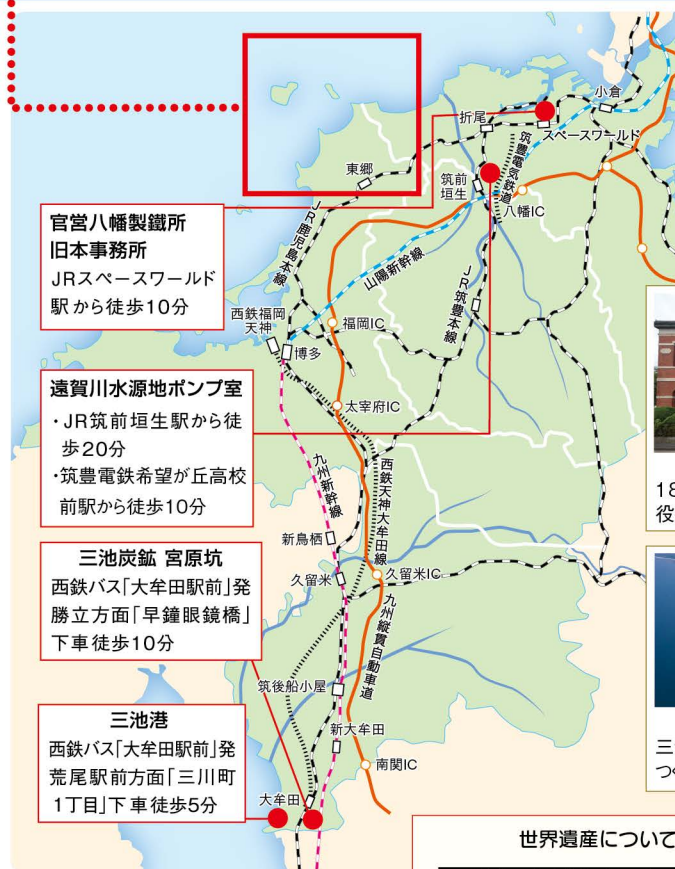 小倉
折尾
スペースワールド
東郷
筑豊電気鉄道
筑前
垣生
八幡IC
JR鹿児島本線
官営八幡製鐵所
旧本事務所
JRスペースワールド
駅から徒歩10分
山陽新幹線
JR筑豊本線
西鉄福岡
天神
福岡IC
博多
遠賀川水源地ポンプ室
・JR筑前垣生駅から徒
歩20分
・筑豊電鉄希望が丘高校
前駅から徒歩10分
太宰府IC
九州新幹線
西鉄天神大牟田線
18
役
新鳥栖
久留米
久留米IC
三池炭鉱 宮原坑
西鉄バス「大牟田駅前」発
勝立方面「早鐘眼鏡橋」
下車徒歩10分
九州縦貫自動車道
筑後船小屋
三池港
西鉄バス「大牟田駅前」発
荒尾駅前方面「三川町
1丁目」下車徒歩5分
新大牟田
南関IC
大牟田
三
つく
世界遺産について